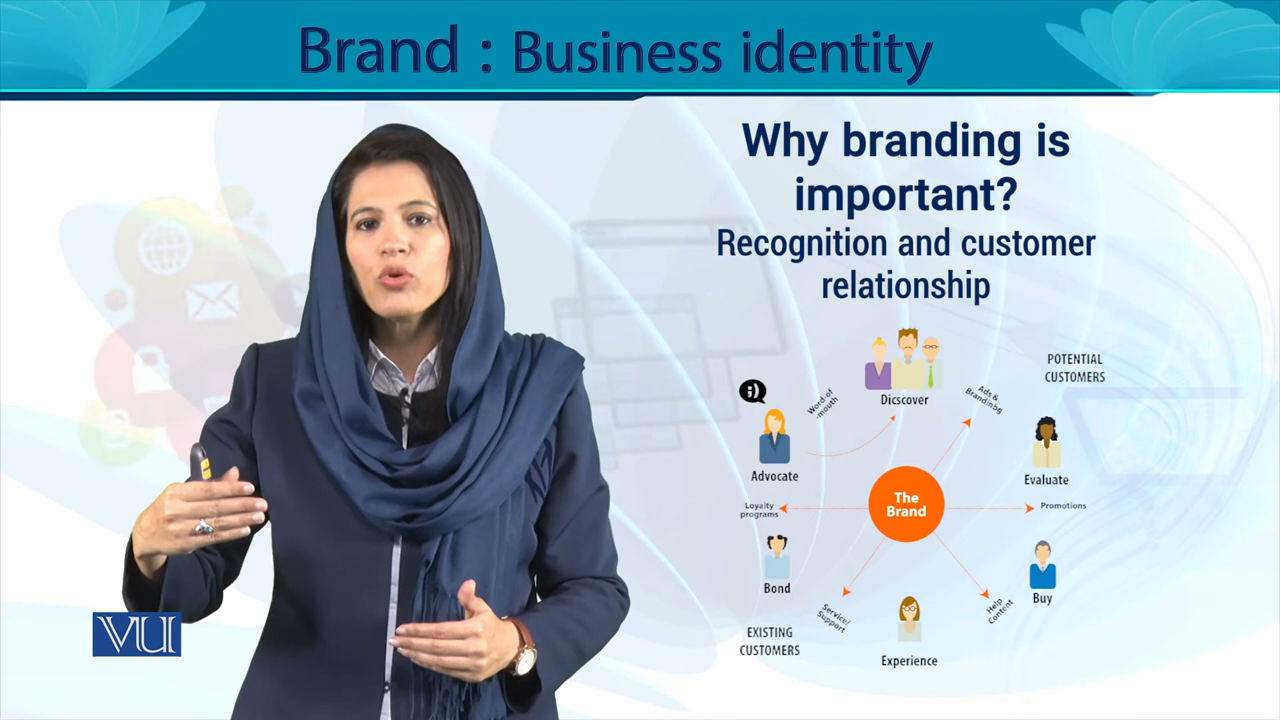 Brand : Business identity
Why branding is
important?
Recognition and customer
relationship
POTENTIAL
CUSTOMERS
Dicscover
Word-of
-mouth
Ads &
Brandinbg
Advocate
Evaluate
The
Brand
Loyalty
programs
Promotions
Bond
Buy
Service/
Support
Help
Content
EXISTING
CUSTOMERS
Experience
VU